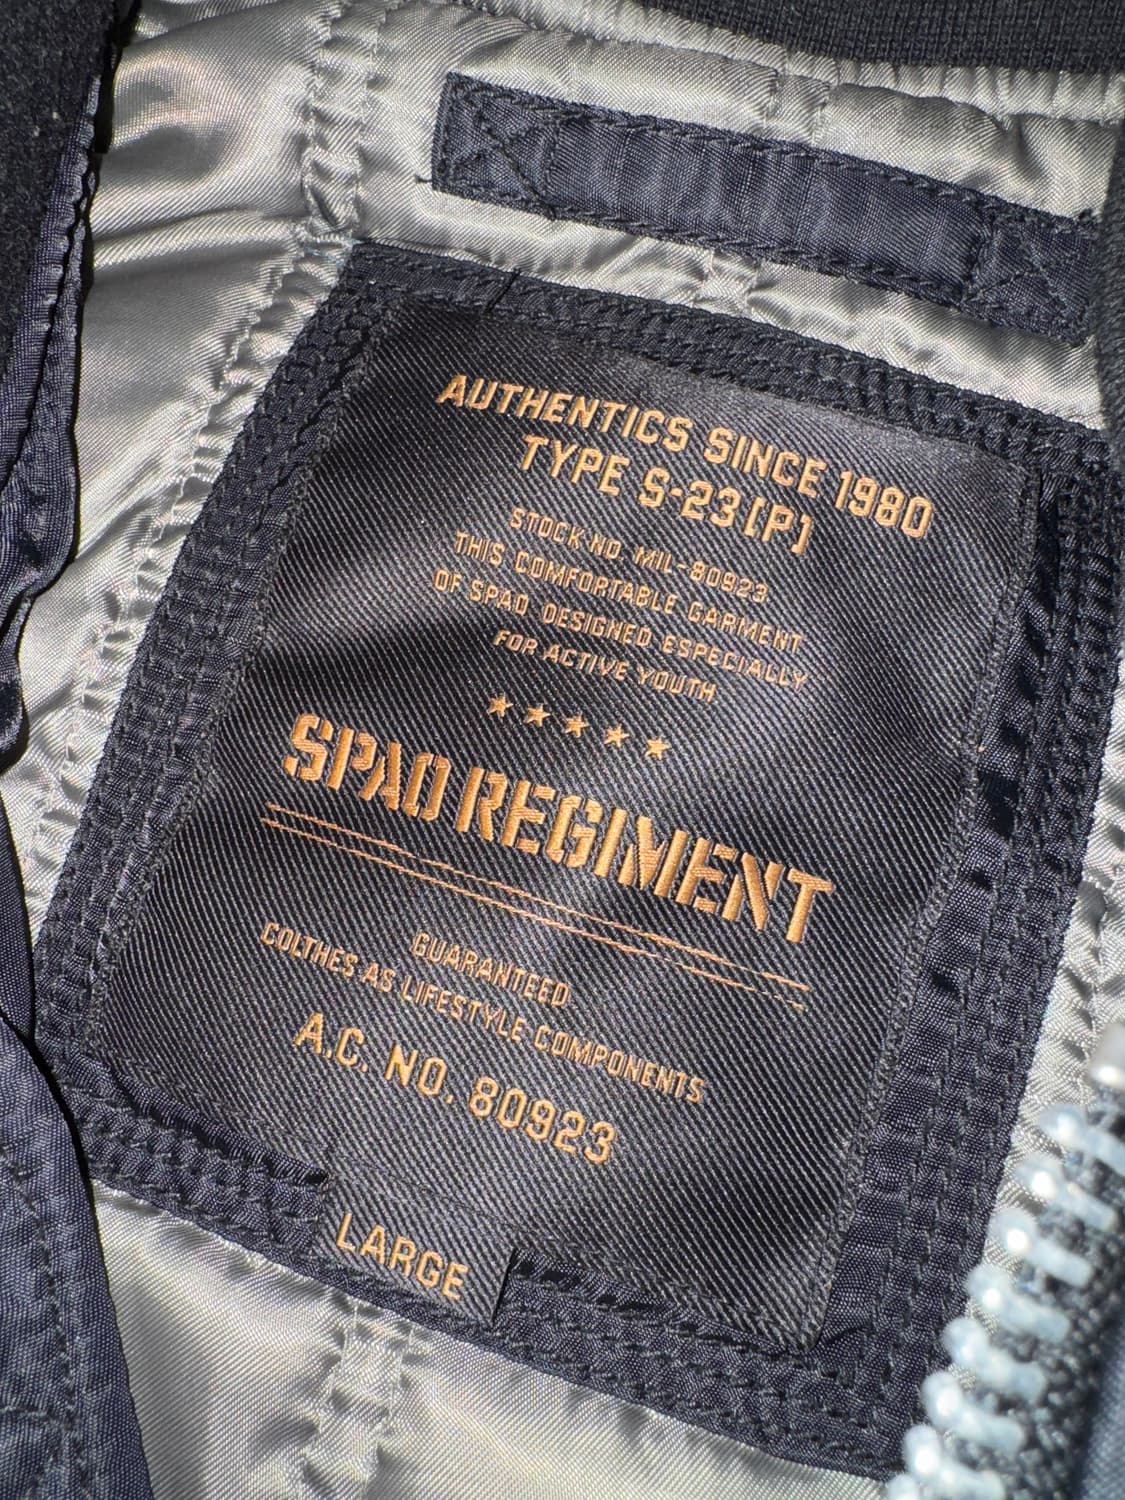 AUTHENTICS SINCE 1980
TYPE S-23[P]
STOCK NO. MIL-80923.
THIS COMFORTABLE GARMENT
OF SPAO DESIGNED ESPECIALLY
FOR ACTIVE YOUTH
SPAO REGIMENT
GUARANTEED
COLTHES AS LIFESTYLE COMPONENTS
A.C. NO. 80923
LARGE